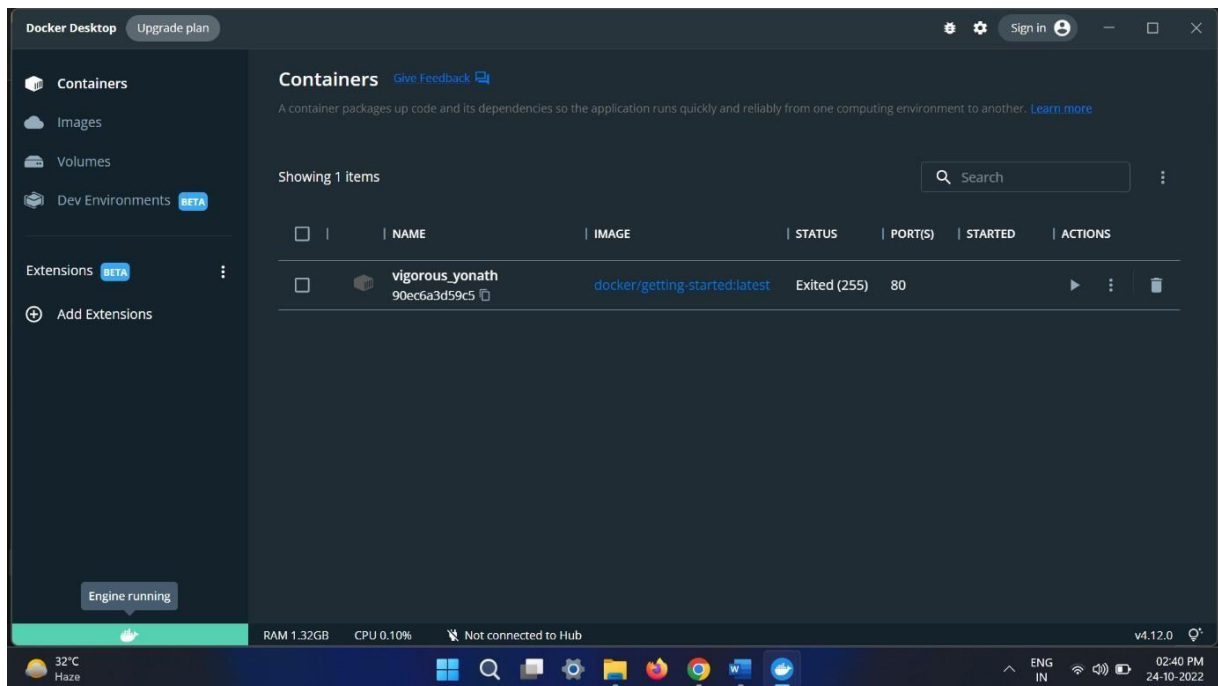 Docker Desktop Upgrade plan Sign in
Containers
Images
Volumes
Dev Environments BETA
Extensions BETA
Add Extensions
Containers Give Feedback
A container packages up code and its dependencies so the application runs quickly and reliably from one computing environment to another. Learn more
Showing 1 items Search
NAME IMAGE STATUS PORT(S) STARTED ACTIONS
vigorous_yonath docker/getting-started:latest Exited (255) 80
90ec6a3d59c5
Engine running
RAM 1.32GB CPU 0.10% Not connected to Hub v4.12.0
32°C ENG 02:40 PM
Haze IN 24-10-2022